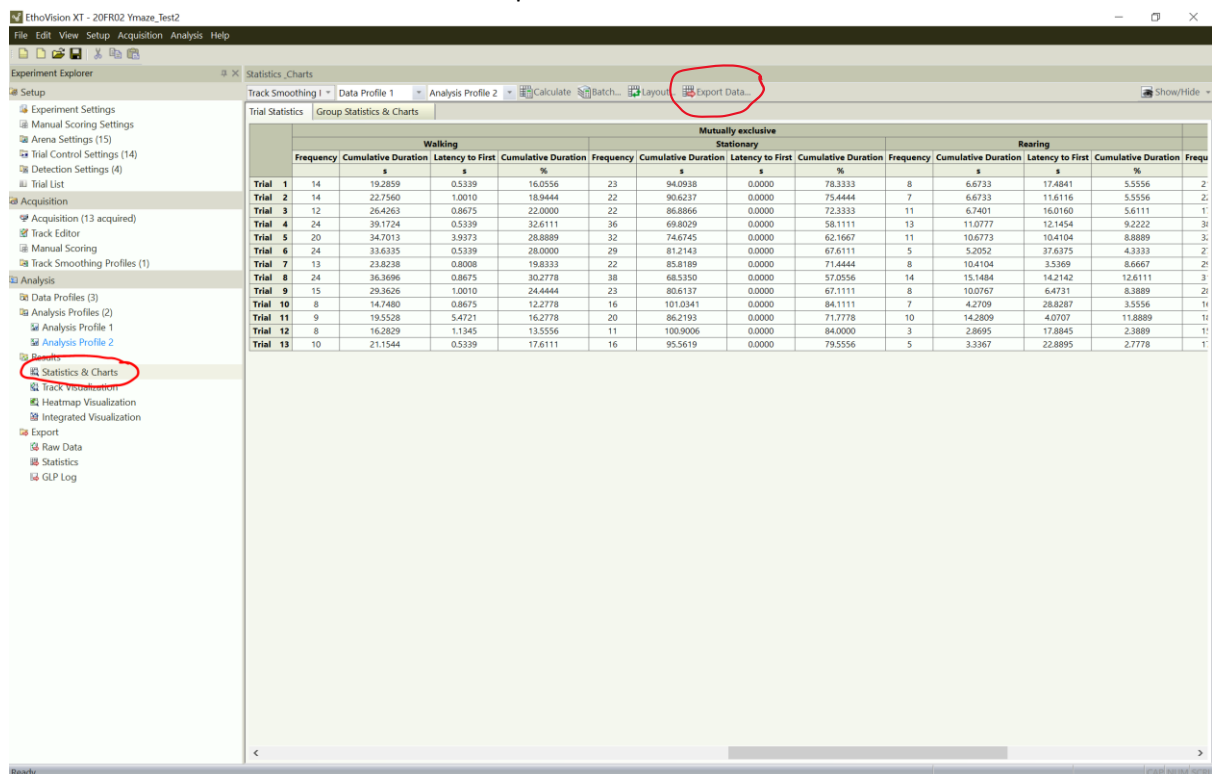 EthoVision XT - 20FR02 Ymaze_Test2
File Edit View Setup Acquisition Analysis Help
Experiment Explorer
Statistics _Charts
Setup
Track Smoothing I Data Profile 1 Analysis Profile 2 Calculate Batch... Layout... Export Data... Show/Hide
Experiment Settings
Manual Scoring Settings
Arena Settings (15)
Trial Control Settings (14)
Detection Settings (4)
Trial List
Acquisition
Acquisition (13 acquired)
Track Editor
Manual Scoring
Track Smoothing Profiles (1)
Analysis
Data Profiles (3)
Analysis Profiles (2)
Analysis Profile 1
Analysis Profile 2
Results
Statistics & Charts
Track Visualization
Heatmap Visualization
Integrated Visualization
Export
Raw Data
Statistics
GLP Log
Trial Statistics Group Statistics & Charts
Mutually exclusive
Walking Stationary Rearing
Frequency Cumulative Duration Latency to First Cumulative Duration Frequency Cumulative Duration Latency to First Cumulative Duration Frequency Cumulative Duration Latency to First Cumulative Duration Frequ
s s % s s % s s %
Trial 1 14 19.2859 0.5339 16.0556 23 94.0938 0.0000 78.3333 8 6.6733 17.4841 5.5556
Trial 2 14 22.7560 1.0010 18.9444 22 90.6237 0.0000 75.4444 7 6.6733 11.6116 5.5556
Trial 3 12 26.4263 0.8675 22.0000 22 86.8866 0.0000 72.3333 11 6.7401 16.0160 5.6111
Trial 4 24 39.1724 0.5339 32.6111 36 69.8029 0.0000 58.1111 13 11.0777 12.1454 9.2222
Trial 5 20 34.7013 3.9373 28.8889 32 74.6745 0.0000 62.1667 11 10.6773 10.4104 8.8889
Trial 6 24 33.6335 0.5339 28.0000 29 81.2143 0.0000 67.6111 5 5.2052 37.6375 4.3333
Trial 7 13 23.8238 0.8008 19.8333 22 85.8189 0.0000 71.4444 8 10.4104 3.5369 8.6667
Trial 8 24 36.3696 0.8675 30.2778 38 68.5350 0.0000 57.0556 14 15.1484 14.2142 12.6111
Trial 9 15 29.3626 1.0010 24.4444 23 80.6137 0.0000 67.1111 8 10.0767 6.4731 8.3889
Trial 10 8 14.7480 0.8675 12.2778 16 101.0341 0.0000 84.1111 7 4.2709 28.8287 3.5556
Trial 11 9 19.5528 5.4721 16.2778 20 86.2193 0.0000 71.7778 10 14.2809 4.0707 11.8889
Trial 12 8 16.2829 1.1345 13.5556 11 100.9006 0.0000 84.0000 3 2.8695 17.8845 2.3889
Trial 13 10 21.1544 0.5339 17.6111 16 95.5619 0.0000 79.5556 5 3.3367 22.8895 2.7778
Ready